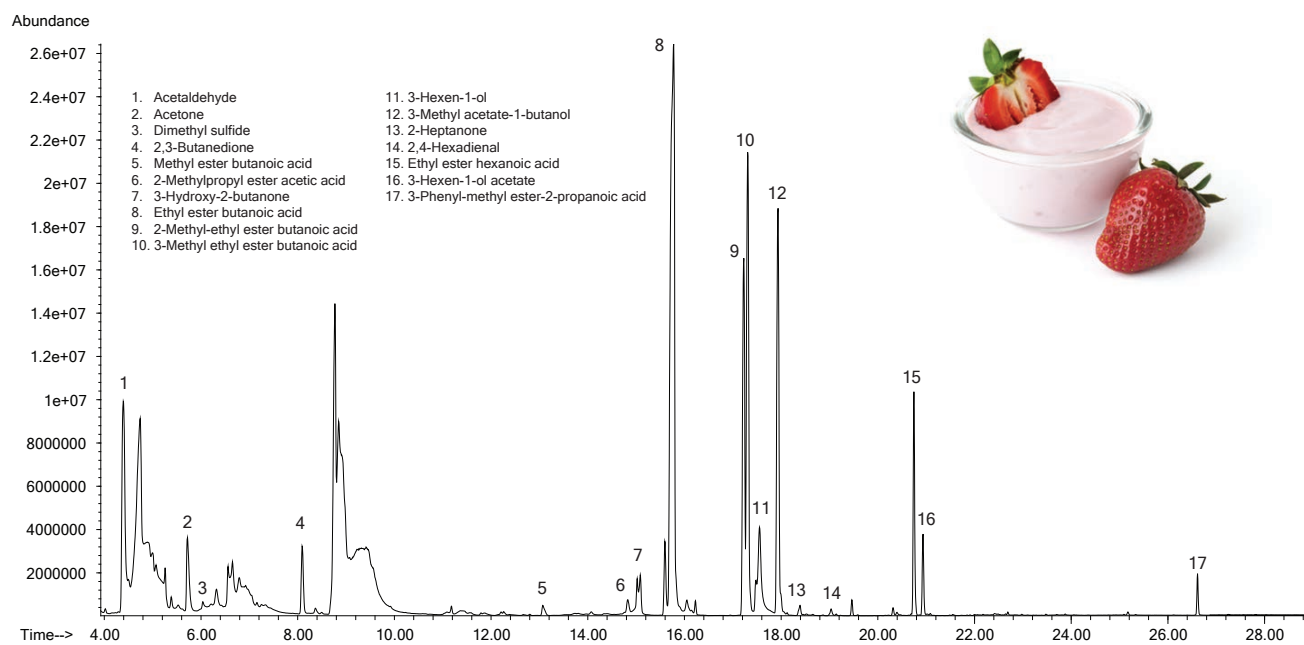 Abundance
2.6e+07
2.4e+07
2.2e+07
2e+07
1.8e+07
1.6e+07
1.4e+07
1.2e+07
1e+07
8000000
6000000
4000000
2000000
1. Acetaldehyde
2. Acetone
3. Dimethyl sulfide
4. 2,3-Butanedione
5. Methyl ester butanoic acid
6. 2-Methylpropyl ester acetic acid
7. 3-Hydroxy-2-butanone
8. Ethyl ester butanoic acid
9. 2-Methyl-ethyl ester butanoic acid
10. 3-Methyl ethyl ester butanoic acid
11. 3-Hexen-1-ol
12. 3-Methyl acetate-1-butanol
13. 2-Heptanone
14. 2,4-Hexadienal
15. Ethyl ester hexanoic acid
16. 3-Hexen-1-ol acetate
17. 3-Phenyl-methyl ester-2-propanoic acid
1
2
3
4
5
6
7
8
9
10
11
12
13
14
15
16
17
Time--> 4.00 6.00 8.00 10.00 12.00 14.00 16.00 18.00 20.00 22.00 24.00 26.00 28.00